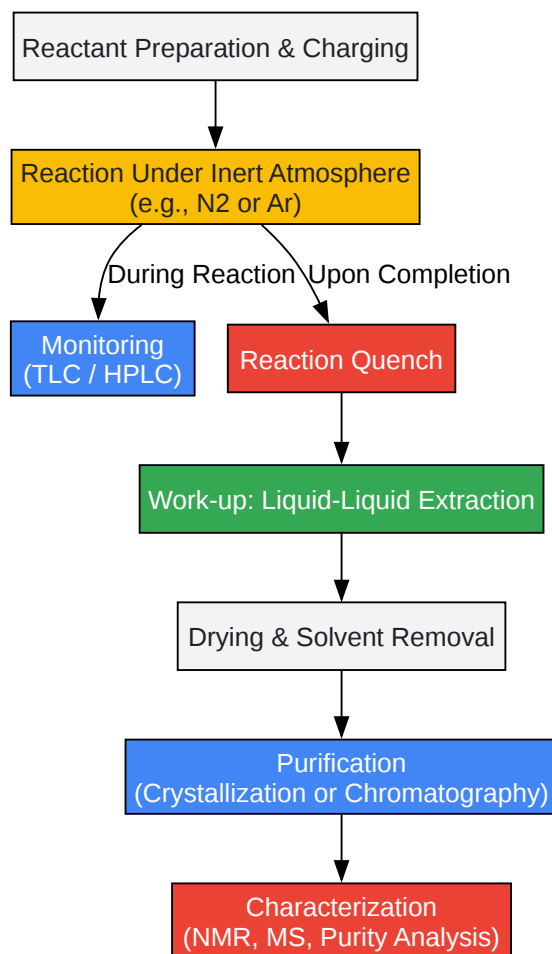 Reactant Preparation & Charging
Reaction Under Inert Atmosphere
(e.g., N2 or Ar)
During Reaction
Upon Completion
Monitoring
(TLC / HPLC)
Reaction Quench
Work-up: Liquid-Liquid Extraction
Drying & Solvent Removal
Purification
(Crystallization or Chromatography)
Characterization
(NMR, MS, Purity Analysis)